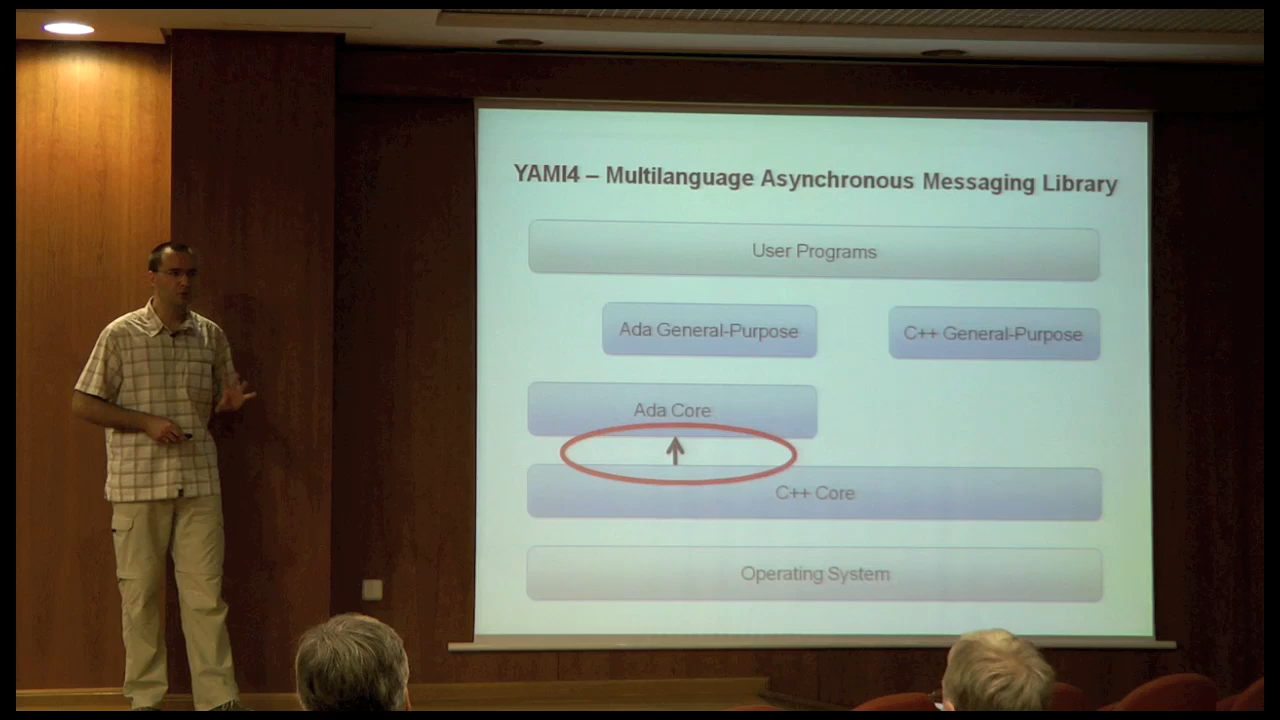 YAMI4 – Multilanguage Asynchronous Messaging Library
User Programs
Ada General-Purpose
C++ General-Purpose
Ada Core
C++ Core
Operating System